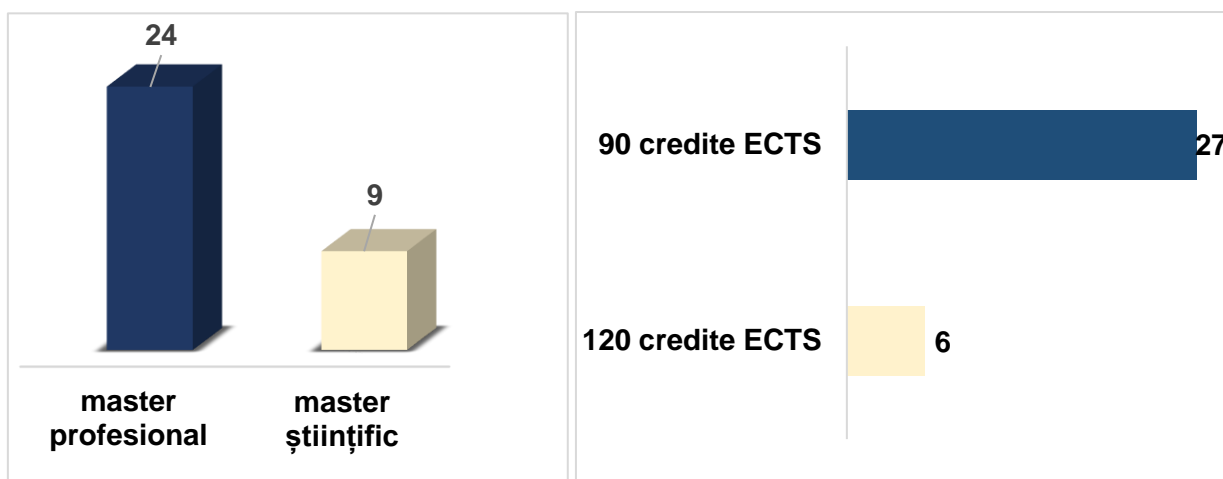 24
9
master
profesional
master
științific
90 credite ECTS
27
120 credite ECTS
6